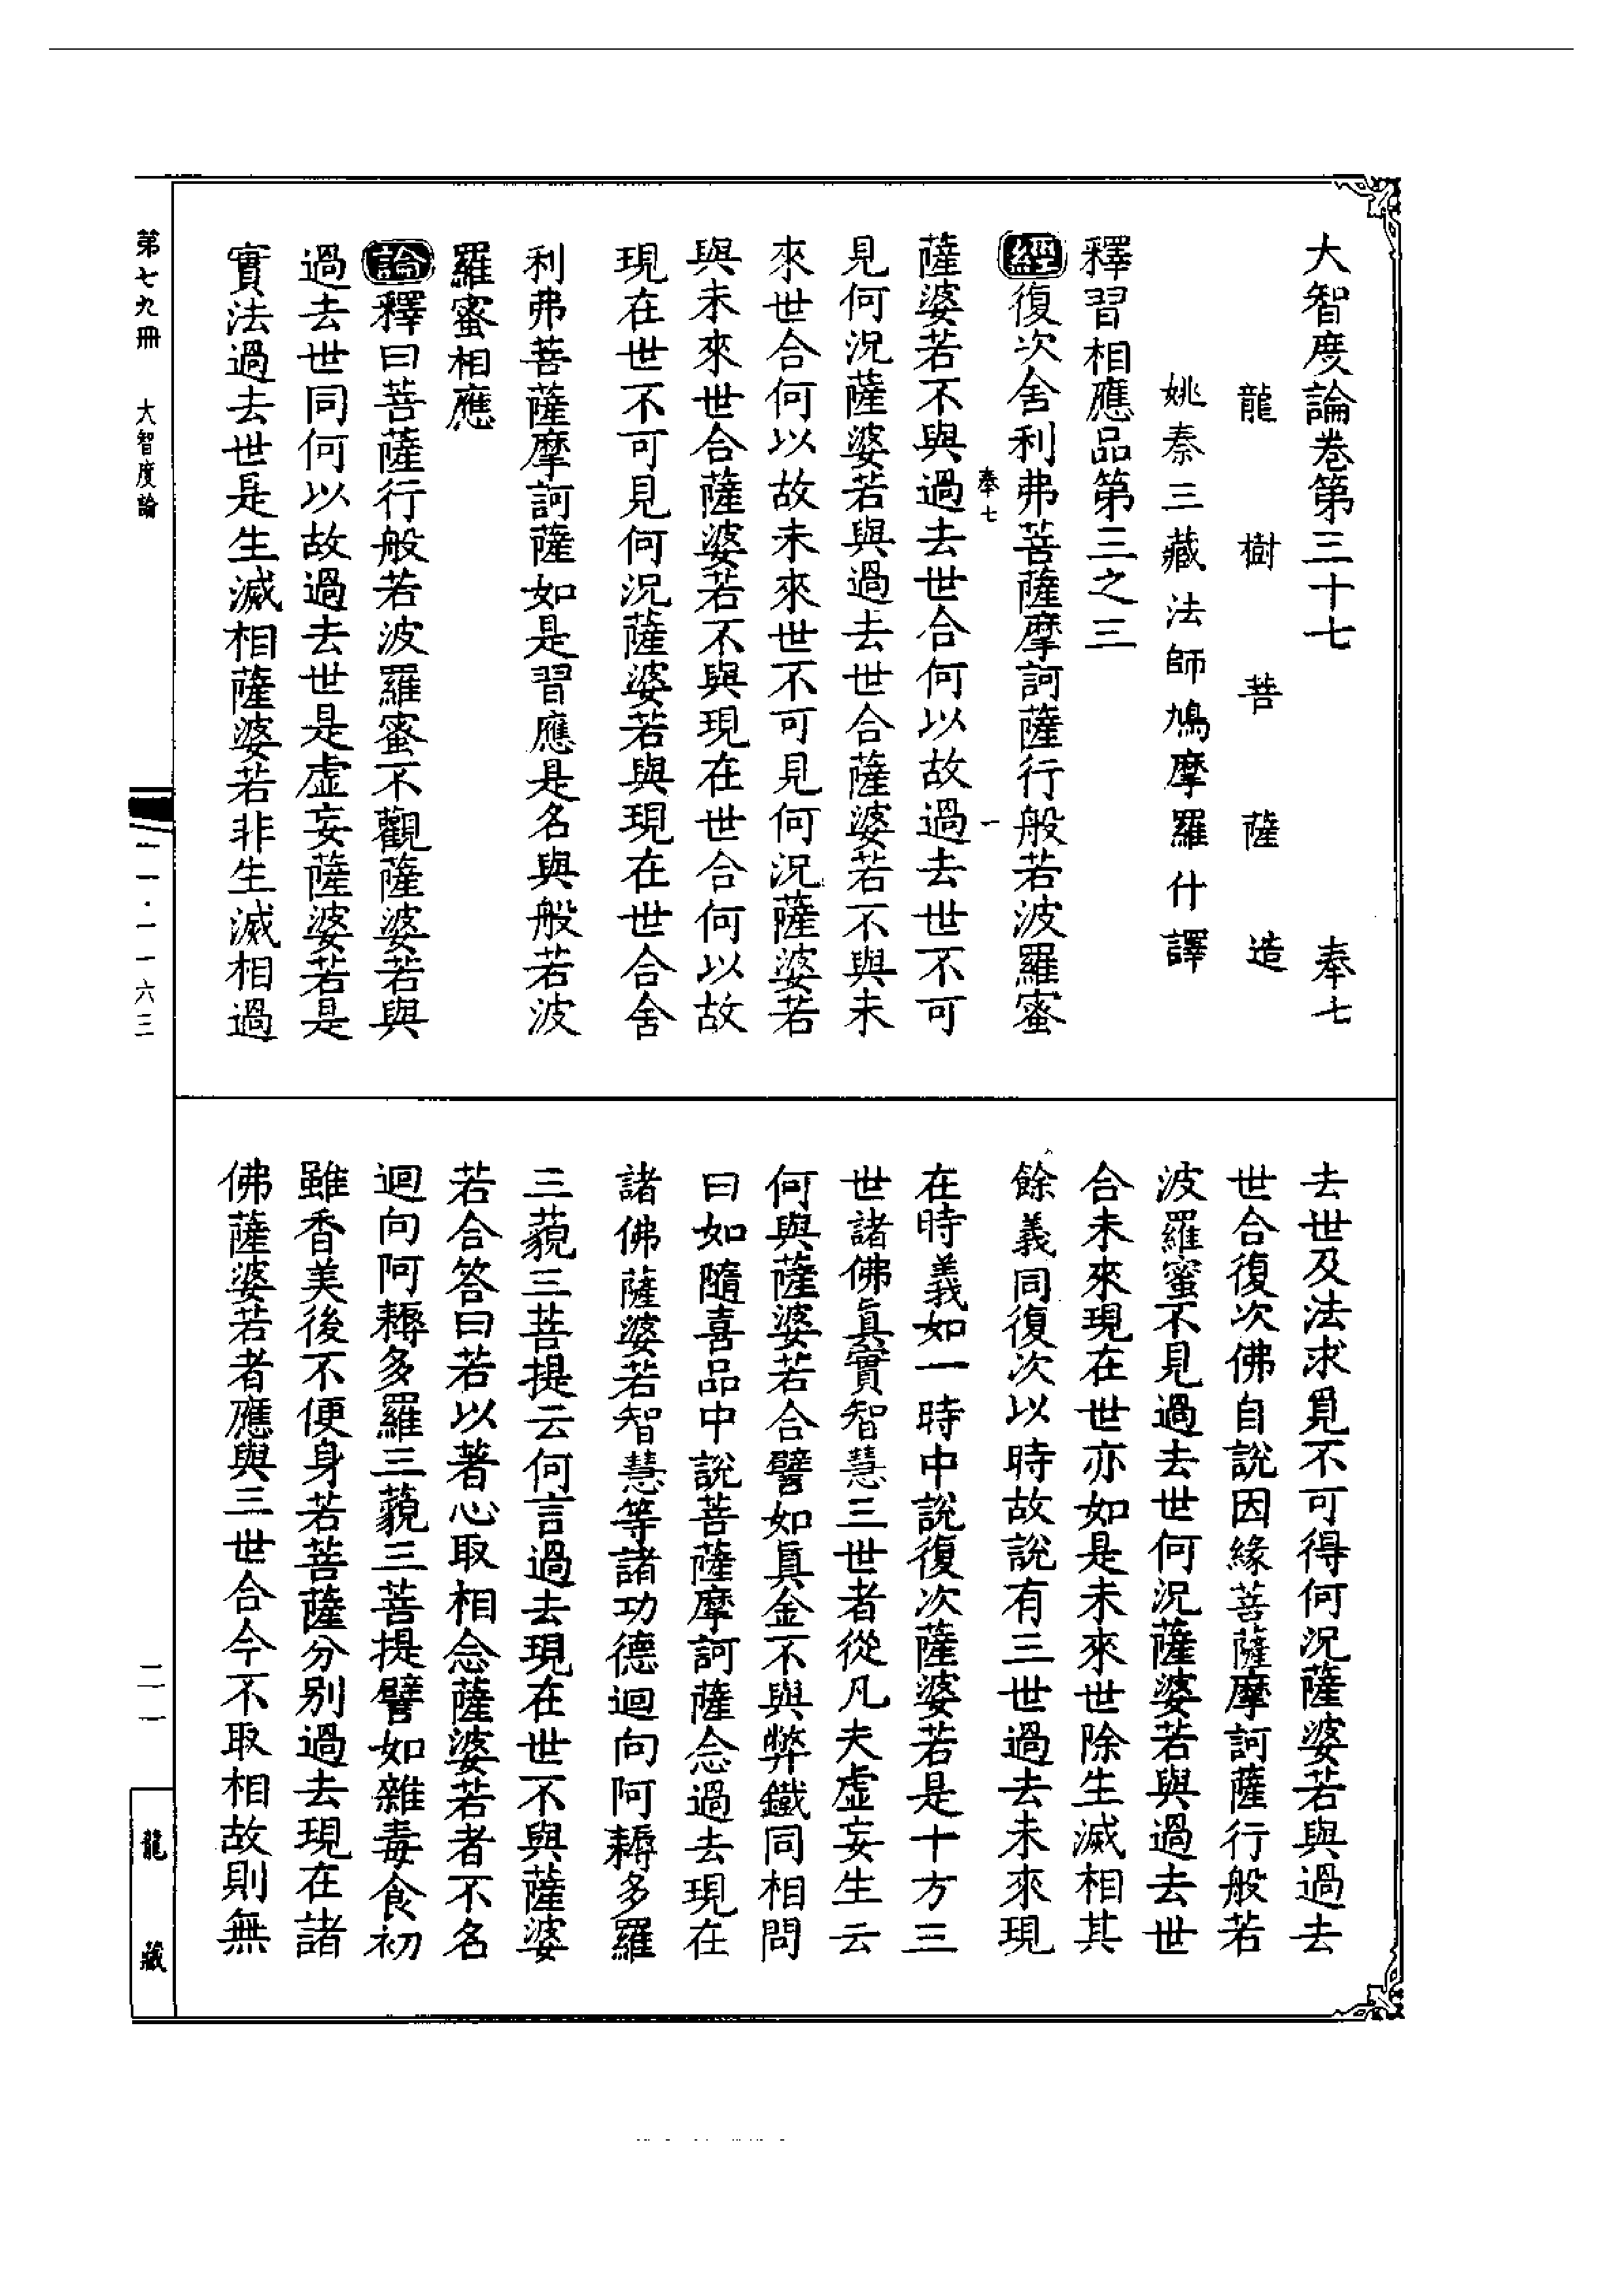 大智度論卷第三十七　奉七
龍樹菩薩造
姚秦三藏法師鳩摩羅什譯
釋習相應品第三之三
經復次舍利弗菩薩摩訶薩行般若波羅蜜
奉七　一
薩婆若不與過去世合何以故過去世不可
見何況薩婆若與過去世合薩婆若不與未
來世合何以故未來世不可見何況薩婆若
與未來世合薩婆若不與現在世合何以故
現在世不可見何況薩婆若與現在世合舍
利弗菩薩摩訶薩如是習應是名與般若波
羅蜜相應
論釋曰菩薩行般若波羅蜜不觀薩婆若與
過去世同何以故過去世是虛妄薩婆若是
實法過去世是生滅相薩婆若非生滅相過
去世及法求覓不可得何況薩婆若與過去
世合復次佛自說因緣菩薩摩訶薩行般若
波羅蜜不見過去世何況薩婆若與過去世
合未來現在世亦如是未來世除生滅相其
餘義同復次以時故說有三世過去未來現
在時義如一時中說復次薩婆若是十方三
世諸佛眞實智慧三世者從凡夫虛妄生云
何與薩婆若合譬如眞金不與弊鐵同相問
曰如隨喜品中說菩薩摩訶薩念過去現在
諸佛薩婆若智慧等諸功德迴向阿耨多羅
三藐三菩提云何言過去現在世不與薩婆
若合答曰若以著心取相念薩婆若者不名
迴向阿耨多羅三藐三菩提譬如雜毒食初
雖香美後不便身若菩薩分別過去現在諸
佛薩婆若者應與三世合今不取相故則無
第七九冊　大智度論
一一·一一六三
二一一
龍藏